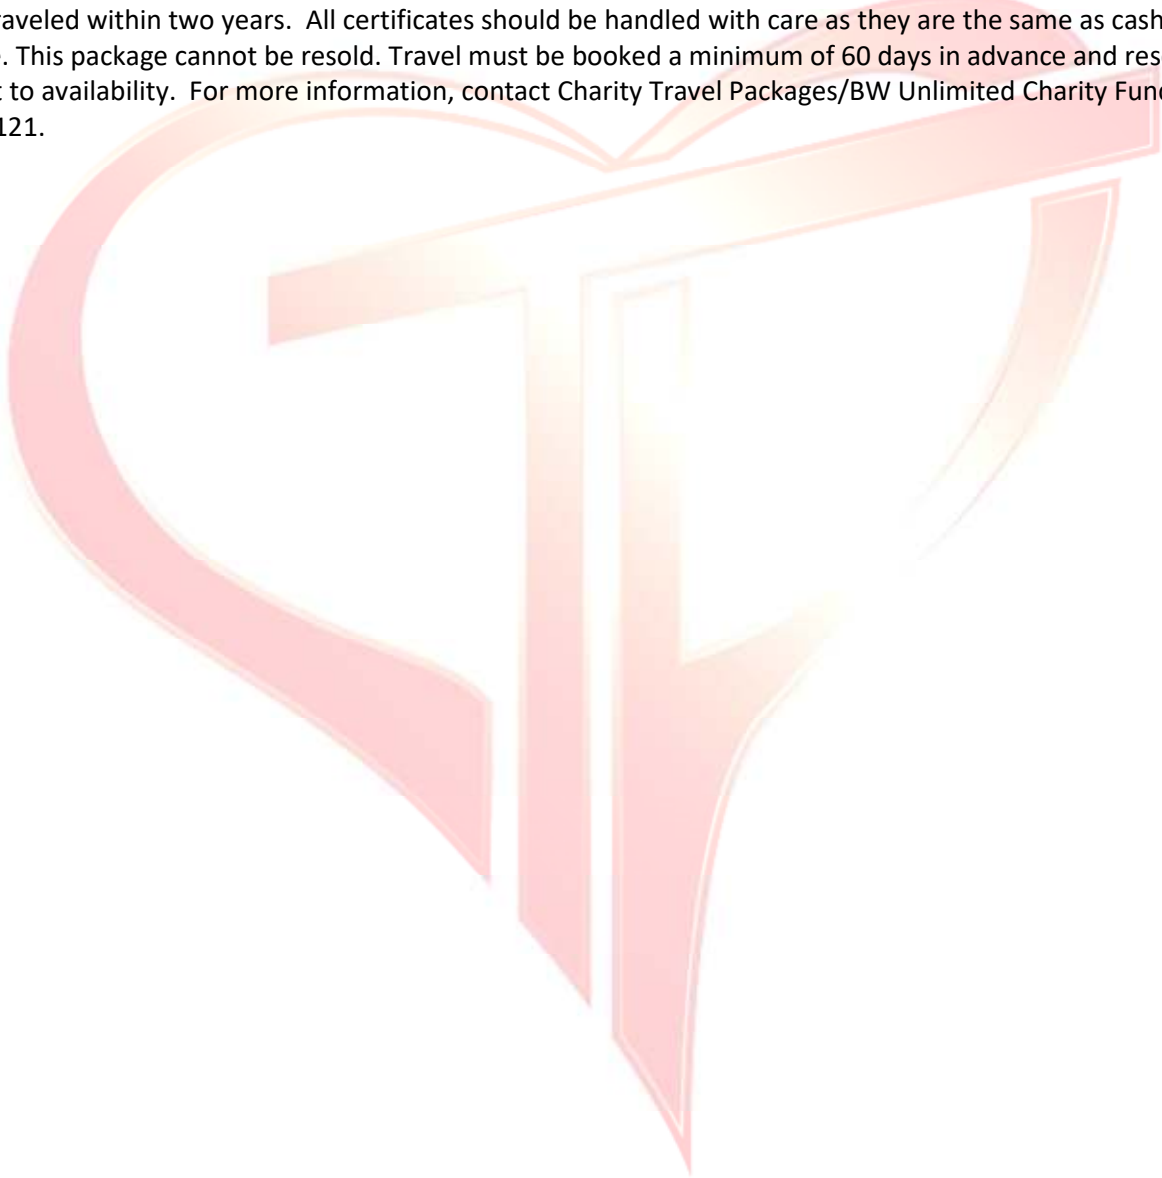 raveled within two years.  All certificates should be handled with care as they are the same as cash
. This package cannot be resold. Travel must be booked a minimum of 60 days in advance and res
t to availability.  For more information, contact Charity Travel Packages/BW Unlimited Charity Fun
121.